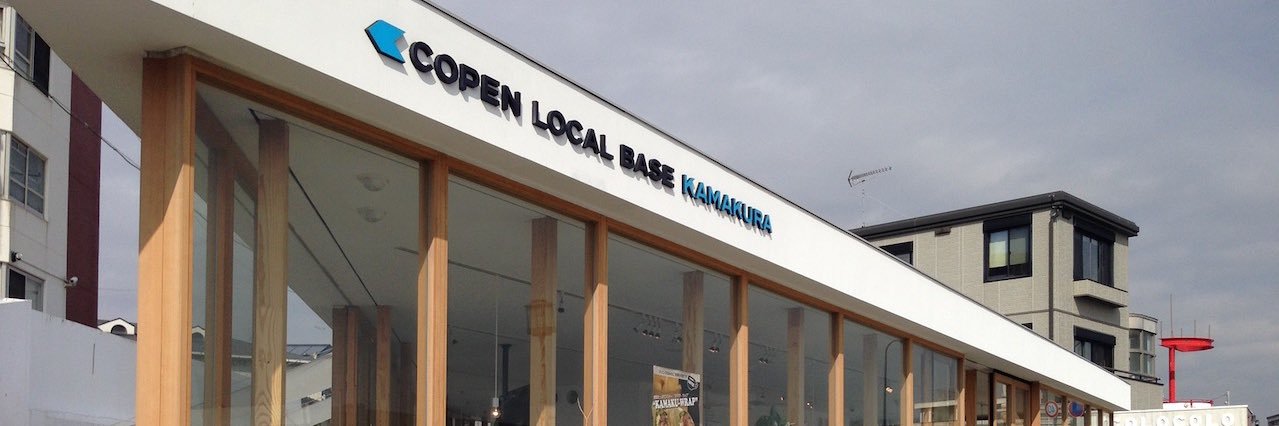 COPEN LOCAL BASE KAMAKURA
"KAMAKU-WRAP"